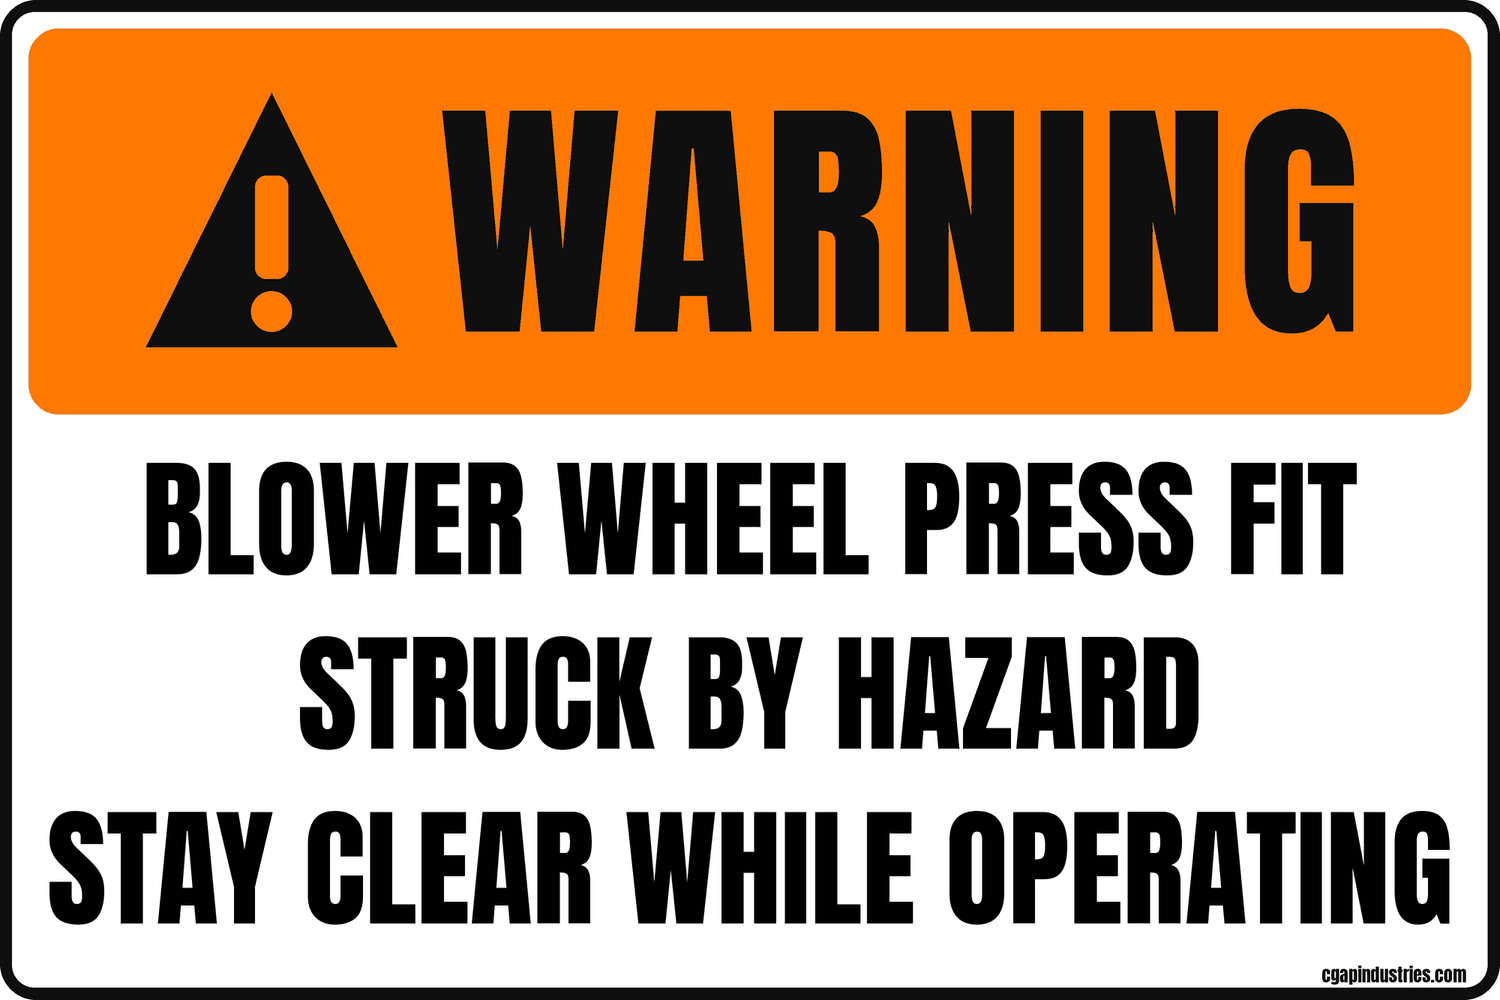 WARNING
BLOWER WHEEL PRESS FIT
STRUCK BY HAZARD
STAY CLEAR WHILE OPERATING
cgapindustries.com